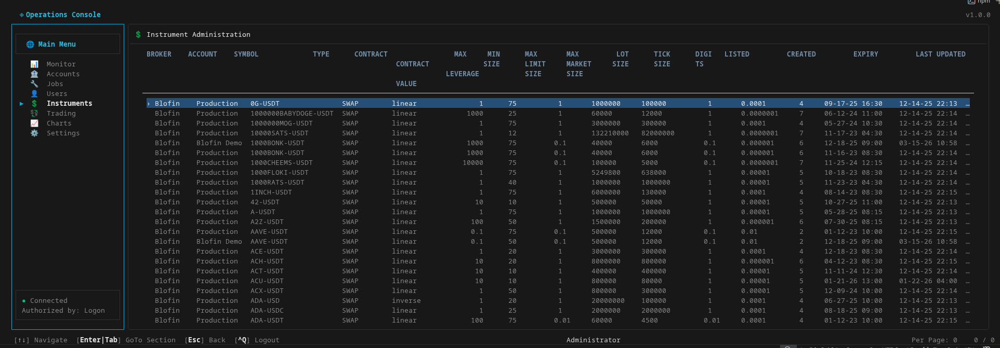 npm
Operations Console
v1.0.0
Main Menu
Monitor
Accounts
Jobs
Users
Instruments
Trading
Charts
Settings
Connected
Authorized by: Logon
Instrument Administration
BROKER ACCOUNT SYMBOL TYPE CONTRACT MAX MIN MAX MAX LOT TICK DIGI LISTED CREATED EXPIRY LAST UPDATED
CONTRACT SIZE LIMIT MARKET SIZE SIZE TS
LEVERAGE SIZE SIZE
VALUE
› Blofin Production 0G-USDT SWAP linear 1 75 1 1000000 100000 1 0.0001 4 09-17-25 16:30 12-14-25 22:13 …
Blofin Production 1000000BABYDOGE-USDT SWAP linear 1000 25 1 60000 12000 1 0.0000001 7 06-12-24 11:00 12-14-25 22:14 …
Blofin Production 1000000MOG-USDT SWAP linear 1 75 1 3000000 300000 1 0.0001 4 05-27-24 10:30 12-14-25 22:14 …
Blofin Production 10000SATS-USDT SWAP linear 1 12 1 132210000 82000000 1 0.0000001 7 11-17-23 04:30 12-14-25 22:14 …
Blofin Blofin Demo 1000BONK-USDT SWAP linear 1000 75 0.1 40000 6000 0.1 0.000001 6 12-18-25 09:00 03-15-26 10:58 …
Blofin Production 1000BONK-USDT SWAP linear 1000 75 0.1 40000 6000 0.1 0.000001 6 11-16-23 08:30 12-14-25 22:14 …
Blofin Production 1000CHEEMS-USDT SWAP linear 10000 75 0.1 100000 5000 0.1 0.0000001 7 11-25-24 12:15 12-14-25 22:14 …
Blofin Production 1000FLOKI-USDT SWAP linear 1 75 1 5249800 638000 1 0.00001 5 10-18-23 08:30 12-14-25 22:14 …
Blofin Production 1000RATS-USDT SWAP linear 1 40 1 1000000 1000000 1 0.00001 5 11-23-23 04:30 12-14-25 22:14 …
Blofin Production 1INCH-USDT SWAP linear 1 75 1 6000000 130000 1 0.0001 4 08-14-23 08:30 12-14-25 22:15 …
Blofin Production 42-USDT SWAP linear 10 10 1 500000 50000 1 0.00001 5 10-27-25 11:00 12-14-25 22:13 …
Blofin Production A-USDT SWAP linear 1 75 1 1000000 1000000 1 0.00001 5 05-28-25 08:15 12-14-25 22:13 …
Blofin Production A2Z-USDT SWAP linear 100 50 1 1500000 200000 1 0.000001 6 07-30-25 08:15 12-14-25 22:13 …
Blofin Production AAVE-USDT SWAP linear 0.1 75 0.1 500000 12000 0.1 0.01 2 01-12-23 10:00 12-14-25 22:15 …
Blofin Blofin Demo AAVE-USDT SWAP linear 0.1 50 0.1 500000 12000 0.1 0.01 2 12-18-25 09:00 03-15-26 10:58 …
Blofin Production ACE-USDT SWAP linear 1 20 1 3000000 300000 1 0.0001 4 12-18-23 08:30 12-14-25 22:14 …
Blofin Production ACH-USDT SWAP linear 10 20 1 8000000 800000 1 0.000001 6 04-12-23 08:30 12-14-25 22:15 …
Blofin Production ACT-USDT SWAP linear 10 10 1 400000 400000 1 0.00001 5 11-11-24 12:30 12-14-25 22:14 …
Blofin Production ACU-USDT SWAP linear 10 10 1 800000 80000 1 0.00001 5 01-21-26 13:00 01-22-26 04:00 …
Blofin Production ACX-USDT SWAP linear 1 50 1 800000 300000 1 0.00001 5 12-09-24 10:00 12-14-25 22:14 …
Blofin Production ADA-USD SWAP inverse 1 20 1 20000000 100000 1 0.0001 4 06-27-25 10:00 12-14-25 22:13 …
Blofin Production ADA-USDC SWAP linear 1 25 1 2000000 2000000 1 0.0001 4 08-18-25 09:00 12-14-25 22:13 …
Blofin Production ADA-USDT SWAP linear 100 75 0.01 60000 4500 0.01 0.0001 4 01-12-23 10:00 12-14-25 22:15 …
[↑↓] Navigate [Enter|Tab] GoTo Section [Esc] Back [^Q] Logout
Administrator
Per Page: 0 0 / 0